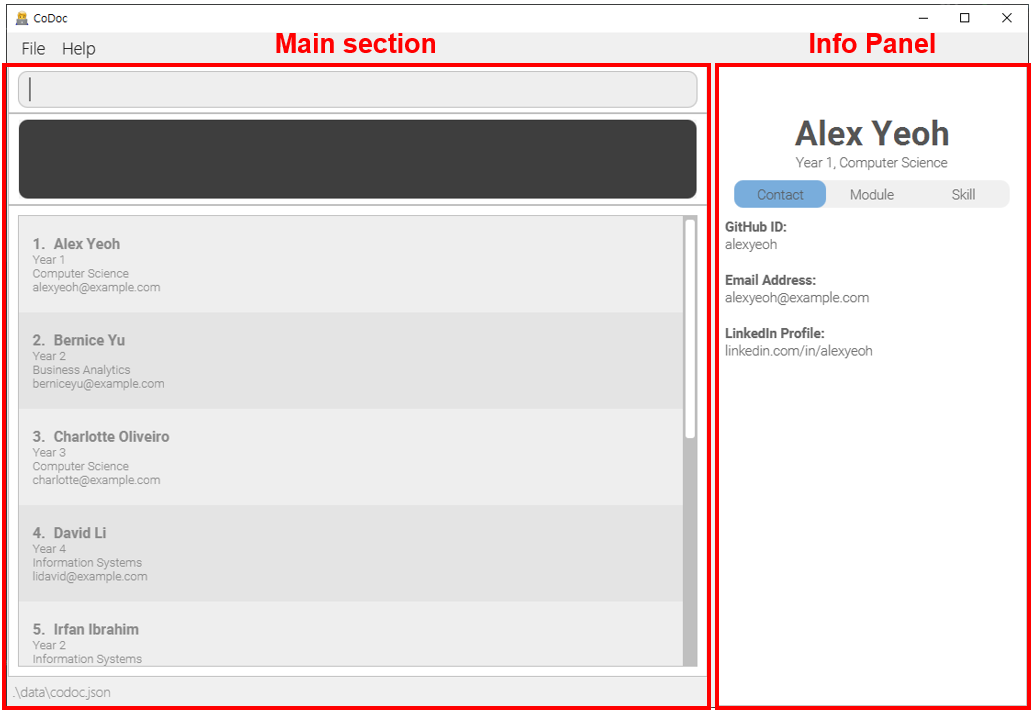 CoDoc
File Help
Main section
Info Panel
1. Alex Yeoh
Year 1
Computer Science
alexyeoh@example.com
2. Bernice Yu
Year 2
Business Analytics
berniceyu@example.com
3. Charlotte Oliveiro
Year 3
Computer Science
charlotte@example.com
4. David Li
Year 4
Information Systems
lidavid@example.com
5. Irfan Ibrahim
Year 2
Information Systems
.\data\codoc.json
Alex Yeoh
Year 1, Computer Science
Contact Module Skill
GitHub ID:
alexyeoh
Email Address:
alexyeoh@example.com
LinkedIn Profile:
linkedin.com/in/alexyeoh